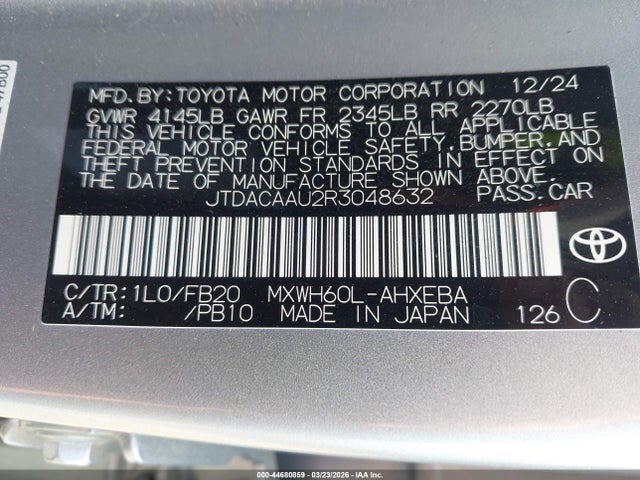 MFD.BY:TOYOTA MOTOR CORPORATION 12/24
GVWR 4145LB GAWR FR 2345LB RR 2270LB
THIS VEHICLE CONFORMS TO ALL APPLICABLE
FEDERAL MOTOR VEHICLE SAFETY,BUMPER,AND
THEFT PREVENTION STANDARDS IN EFFECT ON
THE DATE OF MANUFACTURE SHOWN ABOVE.
JTDACAAU2R3048632 PASS.CAR
C/TR:1L0/FB20 MXWH60L-AHXEBA
A/TM: /PB10 MADE IN JAPAN 126 C
000-44680859 | 03/23/2026 - Copyright IAA, Inc.